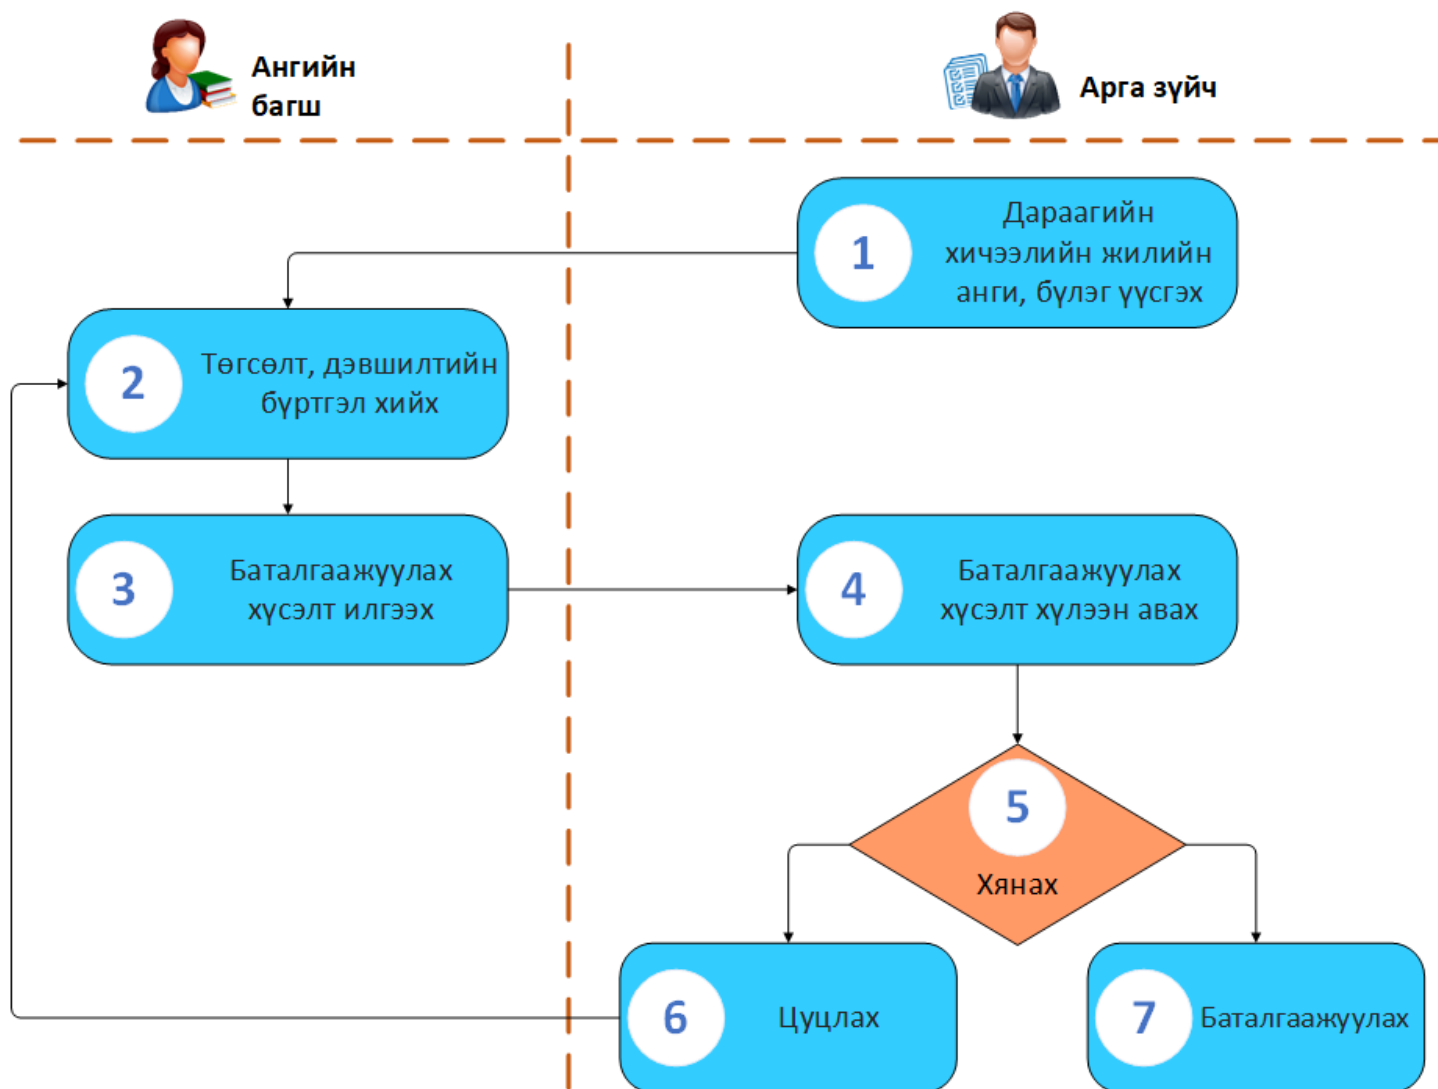 Ангийн
багш
Арга зүйч
1
Дараагийн
хичээлийн жилийн
анги, бүлэг үүсгэх
2
Төгсөлт, дэвшилтийн
бүртгэл хийх
3
Баталгаажуулах
хүсэлт илгээх
4
Баталгаажуулах
хүсэлт хүлээн авах
5
Хянах
6
Цуцлах
7
Баталгаажуулах